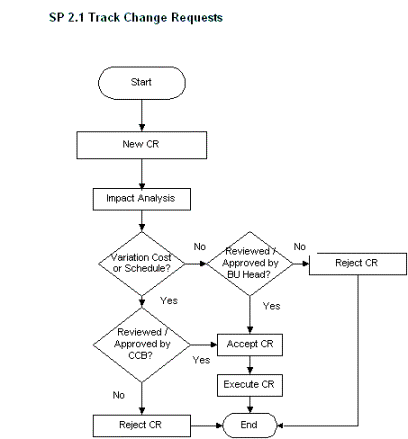 SP 2.1 Track Change Requests
Start
New CR
Impact Analysis
Variation Cost
or Schedule?
No
Reviewed /
Approved by
BU Head?
No
Reject CR
Yes
Yes
Reviewed /
Approved by
CCB?
Yes
Accept CR
Execute CR
No
Reject CR
End